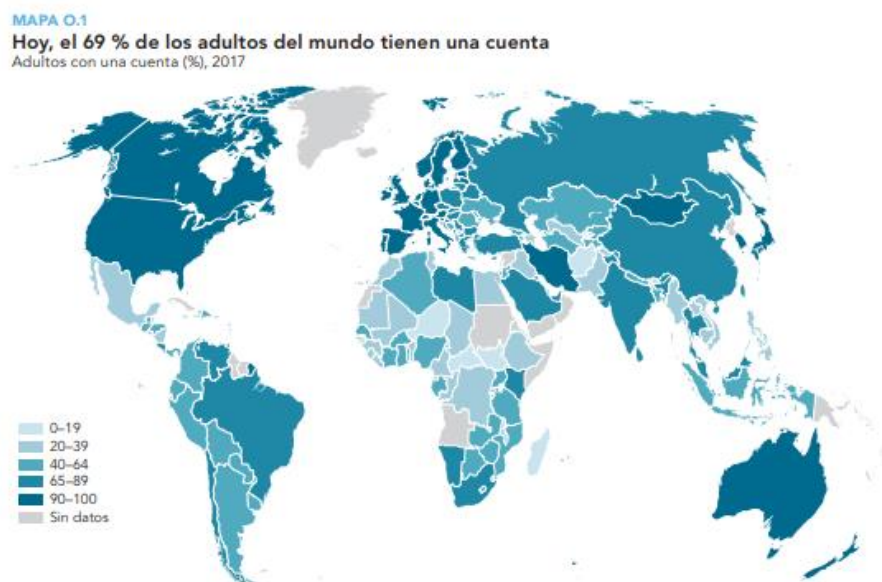 MAPA O.1
Hoy, el 69 % de los adultos del mundo tienen una cuenta
Adultos con una cuenta (%), 2017
0–19
20–39
40–64
65–89
90–100
Sin datos